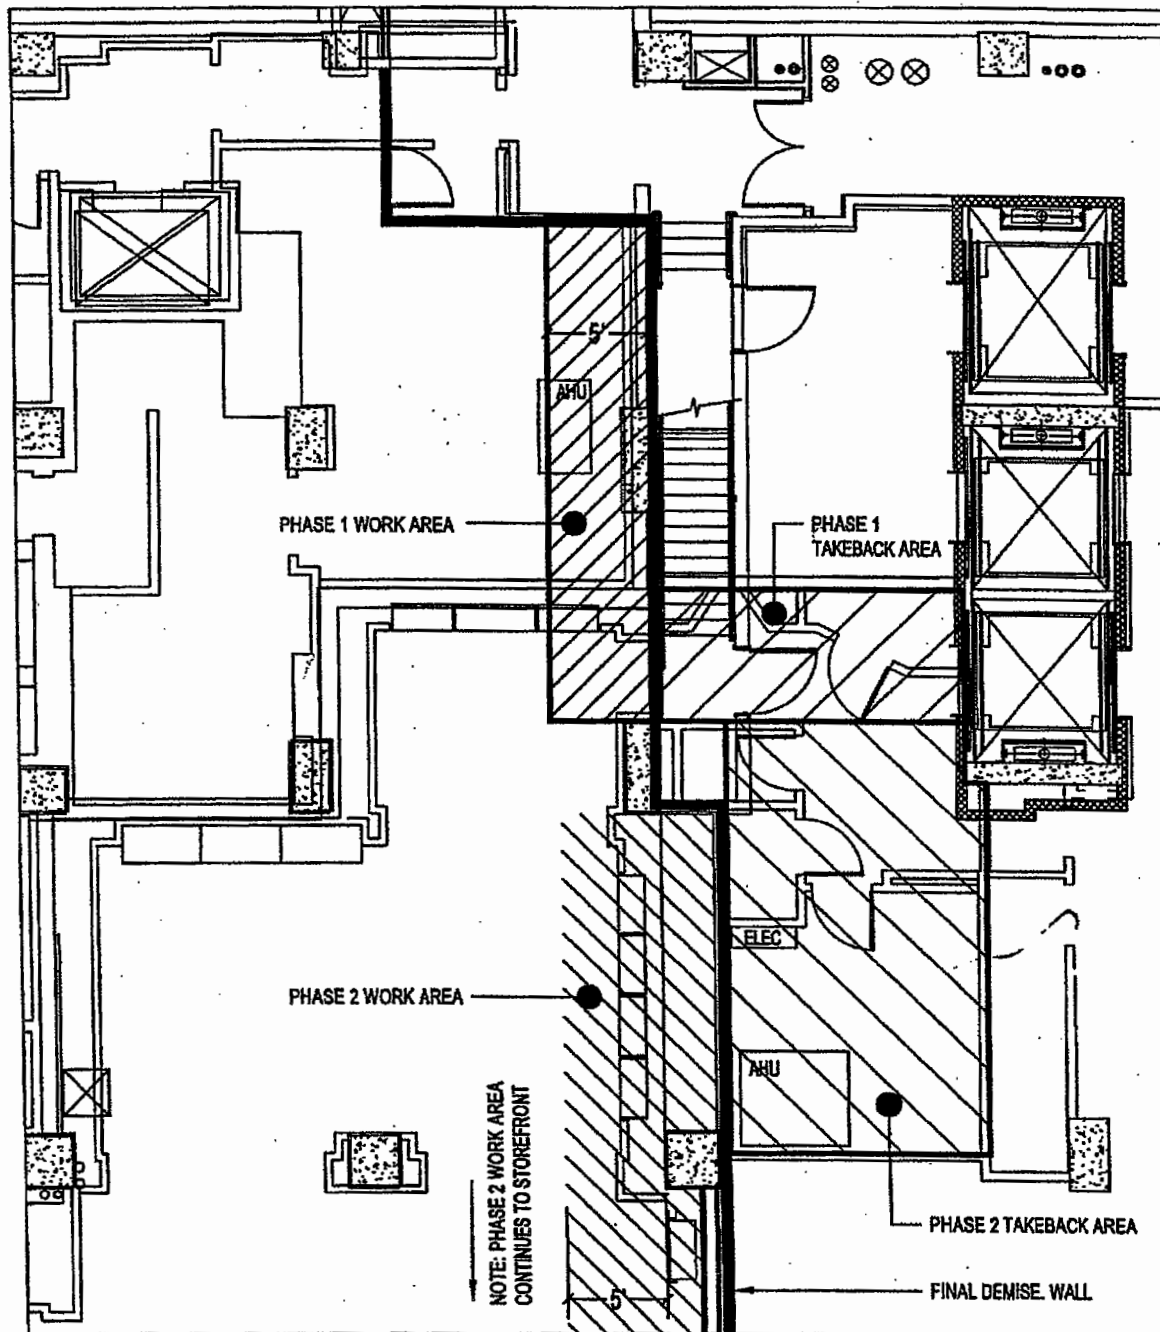 5'
AHU
PHASE 1 WORK AREA
PHASE 1
TAKEBACK AREA
ELEC
PHASE 2 WORK AREA
AHU
NOTE: PHASE 2 WORK AREA
CONTINUES TO STOREFRONT
PHASE 2 TAKEBACK AREA
5'
FINAL DEMISE. WALL